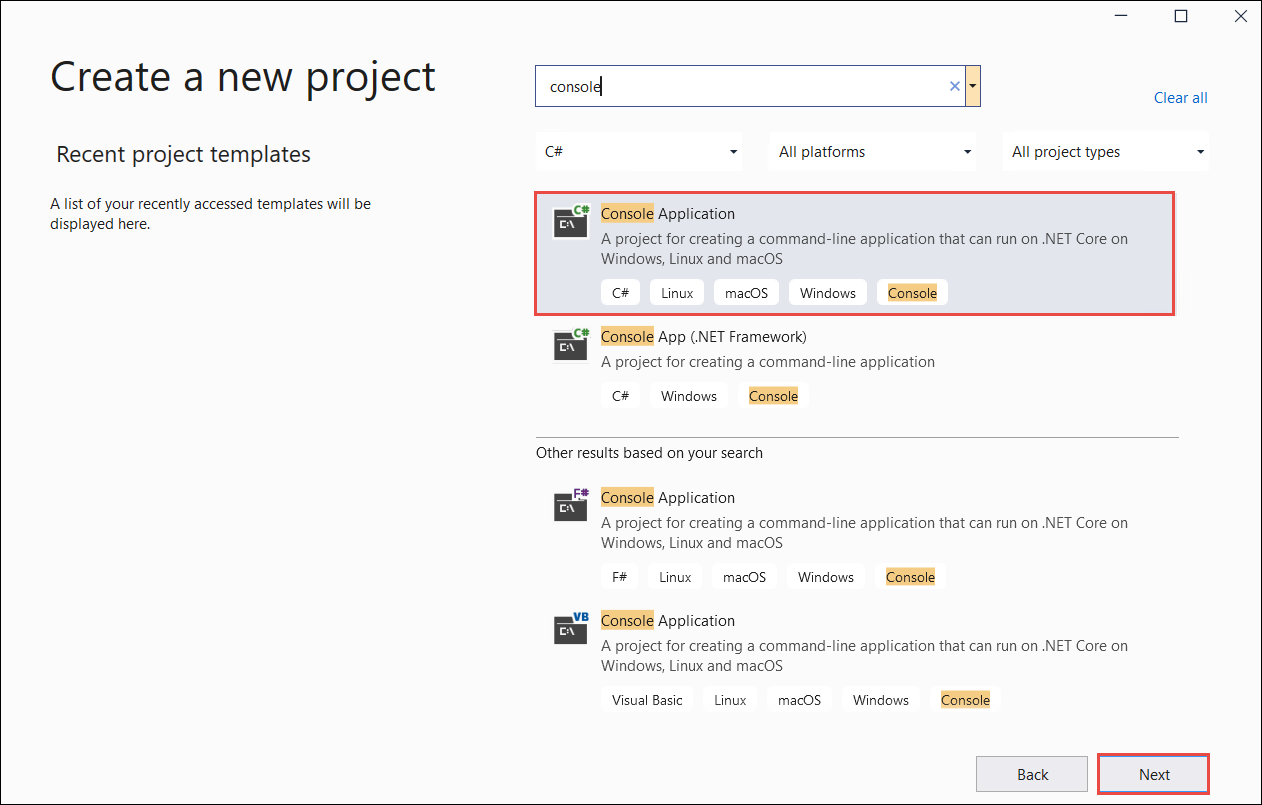 Create a new project
Recent project templates
A list of your recently accessed templates will be
displayed here.
console
Clear all
C#
All platforms
All project types
C#
C:\
Console Application
A project for creating a command-line application that can run on .NET Core on
Windows, Linux and macOS
C# Linux macOS Windows Console
C#
C:\
Console App (.NET Framework)
A project for creating a command-line application
C# Windows Console
Other results based on your search
F#
C:\
Console Application
A project for creating a command-line application that can run on .NET Core on
Windows, Linux and macOS
F# Linux macOS Windows Console
VB
C:\
Console Application
A project for creating a command-line application that can run on .NET Core on
Windows, Linux and macOS
Visual Basic Linux macOS Windows Console
Back
Next